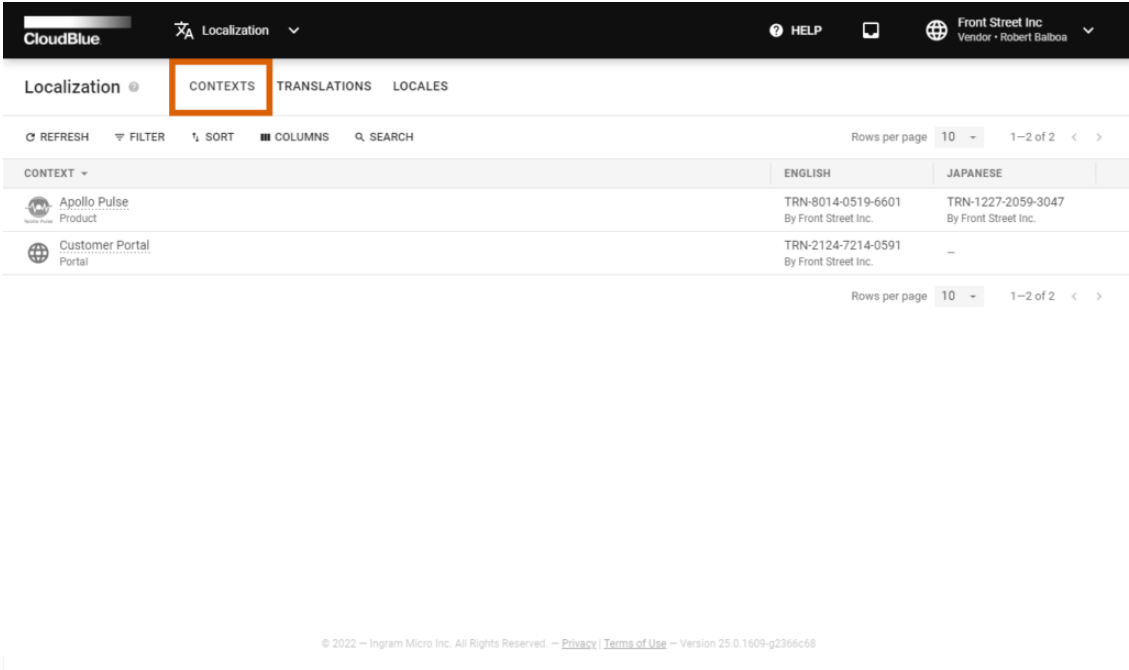 CloudBlue
Localization
HELP
Front Street Inc
Vendor • Robert Balboa
Localization
CONTEXTS
TRANSLATIONS
LOCALES
REFRESH
FILTER
SORT
COLUMNS
SEARCH
Rows per page 10
1–2 of 2
CONTEXT
ENGLISH
JAPANESE
Apollo Pulse
Product
TRN-8014-0519-6601
By Front Street Inc.
TRN-1227-2059-3047
By Front Street Inc.
Customer Portal
Portal
TRN-2124-7214-0591
By Front Street Inc.
–
Rows per page 10
1–2 of 2
© 2022 – Ingram Micro Inc. All Rights Reserved. – Privacy | Terms of Use – Version 25.0.1609-g2366c68